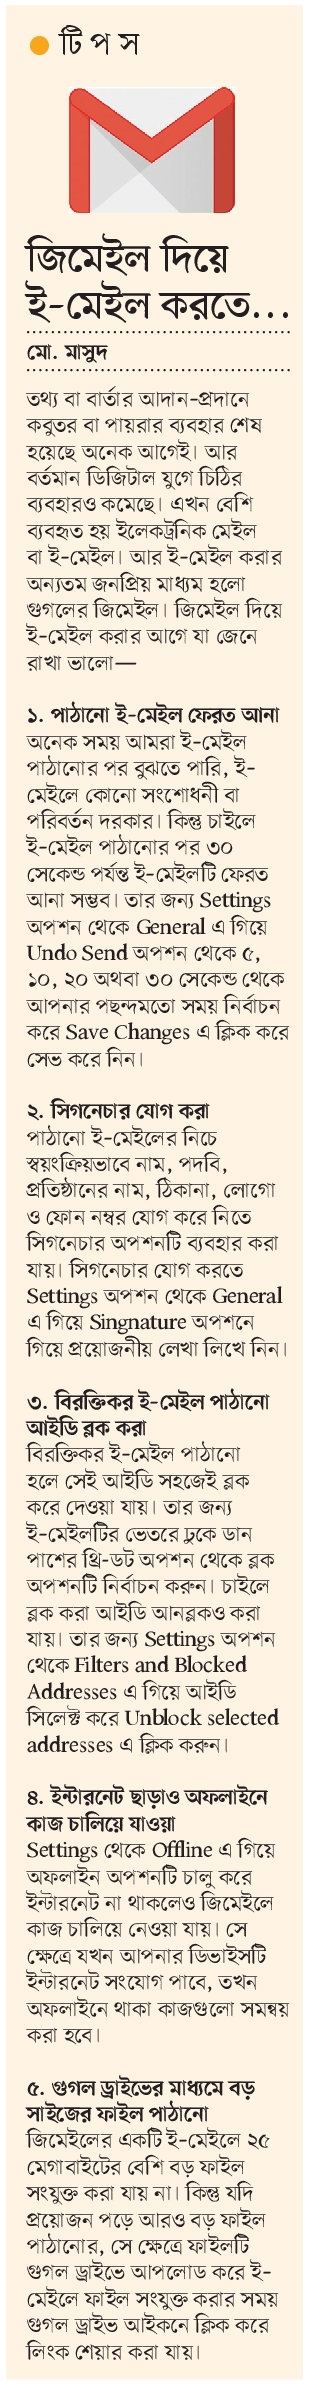 টিপস
জিমেইল দিয়ে
ই-মেইল করতে...
মো. মাসুদ
তথ্য বা বার্তার আদান-প্রদানে
কবুতর বা পায়রার ব্যবহার শেষ
হয়েছে অনেক আগেই। আর
বর্তমান ডিজিটাল যুগে চিঠির
ব্যবহারও কমেছে। এখন বেশি
ব্যবহৃত হয় ইলেকট্রনিক মেইল
বা ই-মেইল। আর ই-মেইল করার
অন্যতম জনপ্রিয় মাধ্যম হলো
গুগলের জিমেইল। জিমেইল দিয়ে
ই-মেইল করার আগে যা জেনে
রাখা ভালো—
১. পাঠানো ই-মেইল ফেরত আনা
অনেক সময় আমরা ই-মেইল
পাঠানোর পর বুঝতে পারি, ই-
মেইলে কোনো সংশোধনী বা
পরিবর্তন দরকার। কিন্তু চাইলে
ই-মেইল পাঠানোর পর ৩০
সেকেন্ড পর্যন্ত ই-মেইলটি ফেরত
আনা সম্ভব। তার জন্য Settings
অপশন থেকে General এ গিয়ে
Undo Send অপশন থেকে ৫,
১০, ২০ অথবা ৩০ সেকেন্ড থেকে
আপনার পছন্দমতো সময় নির্বাচন
করে Save Changes এ ক্লিক করে
সেভ করে নিন।
২. সিগনেচার যোগ করা
পাঠানো ই-মেইলের নিচে
স্বয়ংক্রিয়ভাবে নাম, পদবি,
প্রতিষ্ঠানের নাম, ঠিকানা, লোগো
ও ফোন নম্বর যোগ করে নিতে
সিগনেচার অপশনটি ব্যবহার করা
যায়। সিগনেচার যোগ করতে
Settings অপশন থেকে General
এ গিয়ে Singnature অপশনে
গিয়ে প্রয়োজনীয় লেখা লিখে নিন।
৩. বিরক্তিকর ই-মেইল পাঠানো
আইডি ব্লক করা
বিরক্তিকর ই-মেইল পাঠানো
হলে সেই আইডি সহজেই ব্লক
করে দেওয়া যায়। তার জন্য
ই-মেইলটির ভেতরে ঢুকে ডান
পাশের থ্রি-ডট অপশন থেকে ব্লক
অপশনটি নির্বাচন করুন। চাইলে
ব্লক করা আইডি আনব্লকও করা
যায়। তার জন্য Settings অপশন
থেকে Filters and Blocked
Addresses এ গিয়ে আইডি
সিলেক্ট করে Unblock selected
addresses এ ক্লিক করুন।
৪. ইন্টারনেট ছাড়াও অফলাইনে
কাজ চালিয়ে যাওয়া
Settings থেকে Offline এ গিয়ে
অফলাইন অপশনটি চালু করে
ইন্টারনেট না থাকলেও জিমেইলে
কাজ চালিয়ে নেওয়া যায়। সে
ক্ষেত্রে যখন আপনার ডিভাইসটি
ইন্টারনেট সংযোগ পাবে, তখন
অফলাইনে থাকা কাজগুলো সমন্বয়
করা হবে।
৫. গুগল ড্রাইভের মাধ্যমে বড়
সাইজের ফাইল পাঠানো
জিমেইলের একটি ই-মেইলে ২৫
মেগাবাইটের বেশি বড় ফাইল
সংযুক্ত করা যায় না। কিন্তু যদি
প্রয়োজন পড়ে আরও বড় ফাইল
পাঠানোর, সে ক্ষেত্রে ফাইলটি
গুগল ড্রাইভে আপলোড করে ই-
মেইলে ফাইল সংযুক্ত করার সময়
গুগল ড্রাইভ আইকনে ক্লিক করে
লিংক শেয়ার করা যায়।